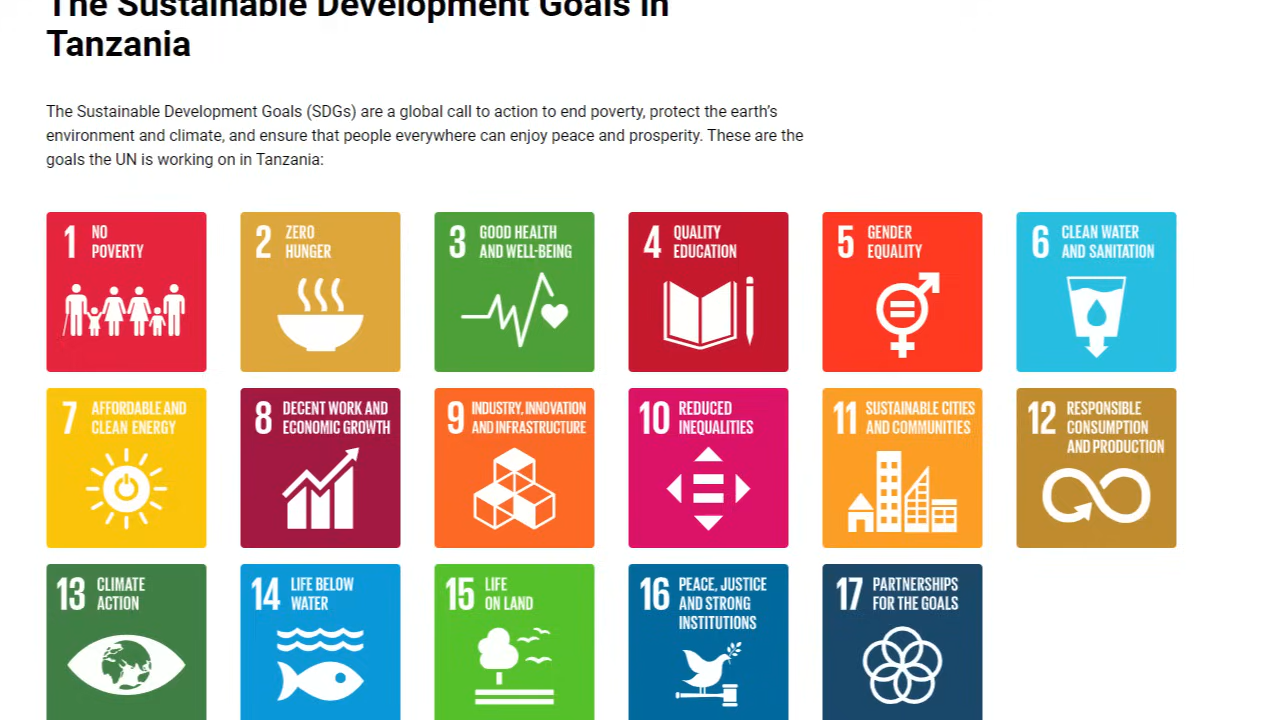 The Sustainable Development Goals in
Tanzania
The Sustainable Development Goals (SDGs) are a global call to action to end poverty, protect the earth's
environment and climate, and ensure that people everywhere can enjoy peace and prosperity. These are the
goals the UN is working on in Tanzania:
1 NO
POVERTY
2 ZERO
HUNGER
3 GOOD HEALTH
AND WELL-BEING
4 QUALITY
EDUCATION
5 GENDER
EQUALITY
6 CLEAN WATER
AND SANITATION
7 AFFORDABLE AND
CLEAN ENERGY
8 DECENT WORK AND
ECONOMIC GROWTH
9 INDUSTRY, INNOVATION
AND INFRASTRUCTURE
10 REDUCED
INEQUALITIES
11 SUSTAINABLE CITIES
AND COMMUNITIES
12 RESPONSIBLE
CONSUMPTION
AND PRODUCTION
13 CLIMATE
ACTION
14 LIFE BELOW
WATER
15 LIFE
ON LAND
16 PEACE, JUSTICE
AND STRONG
INSTITUTIONS
17 PARTNERSHIPS
FOR THE GOALS